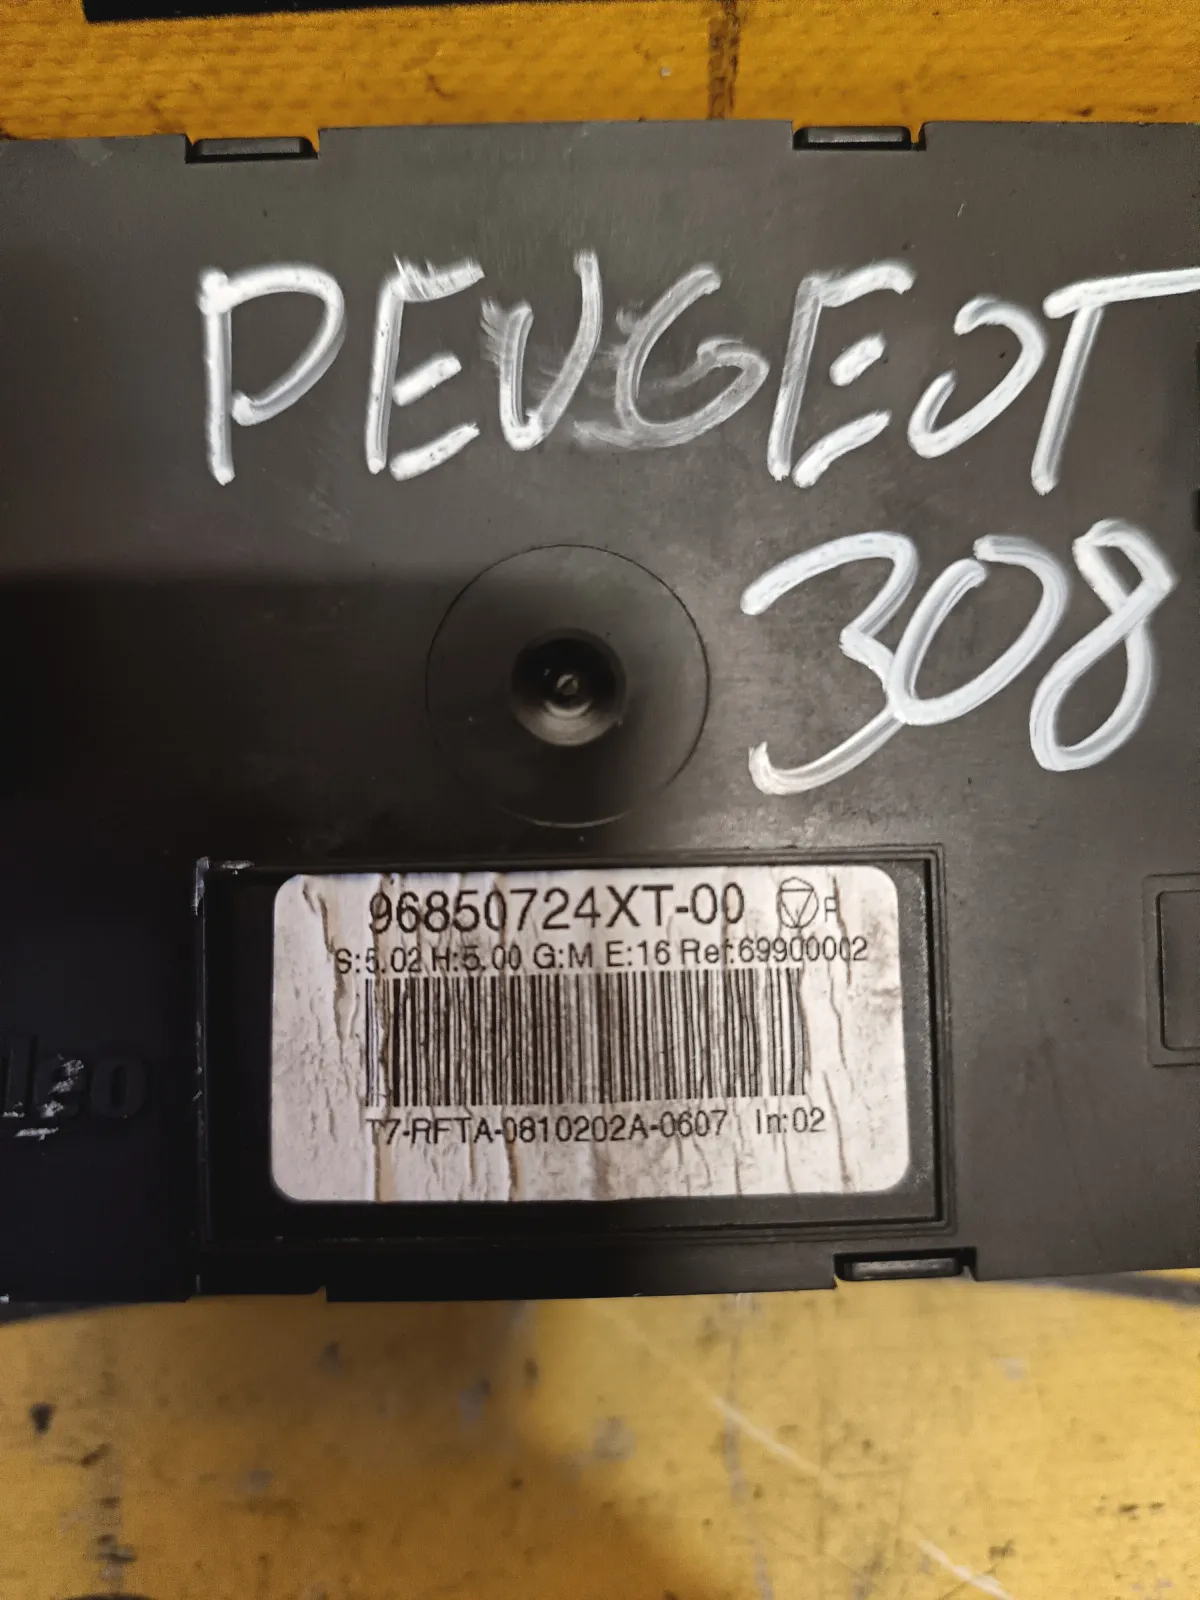 PEUGEOT
308
96850724XT-00
S:5.02 H:5.00 G:M E:16 Ref:69900002
T7-RFTA-0810202A-0607 In:02